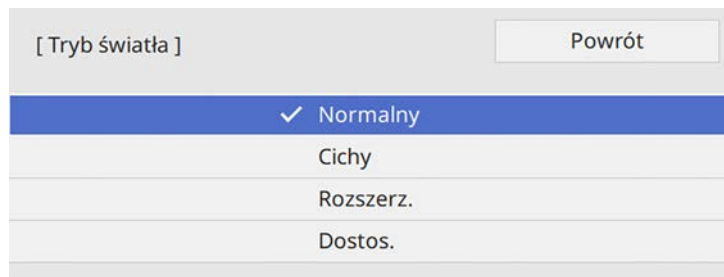 [ Tryb światła ]
Powrót
Normalny
Cichy
Rozszerz.
Dostos.